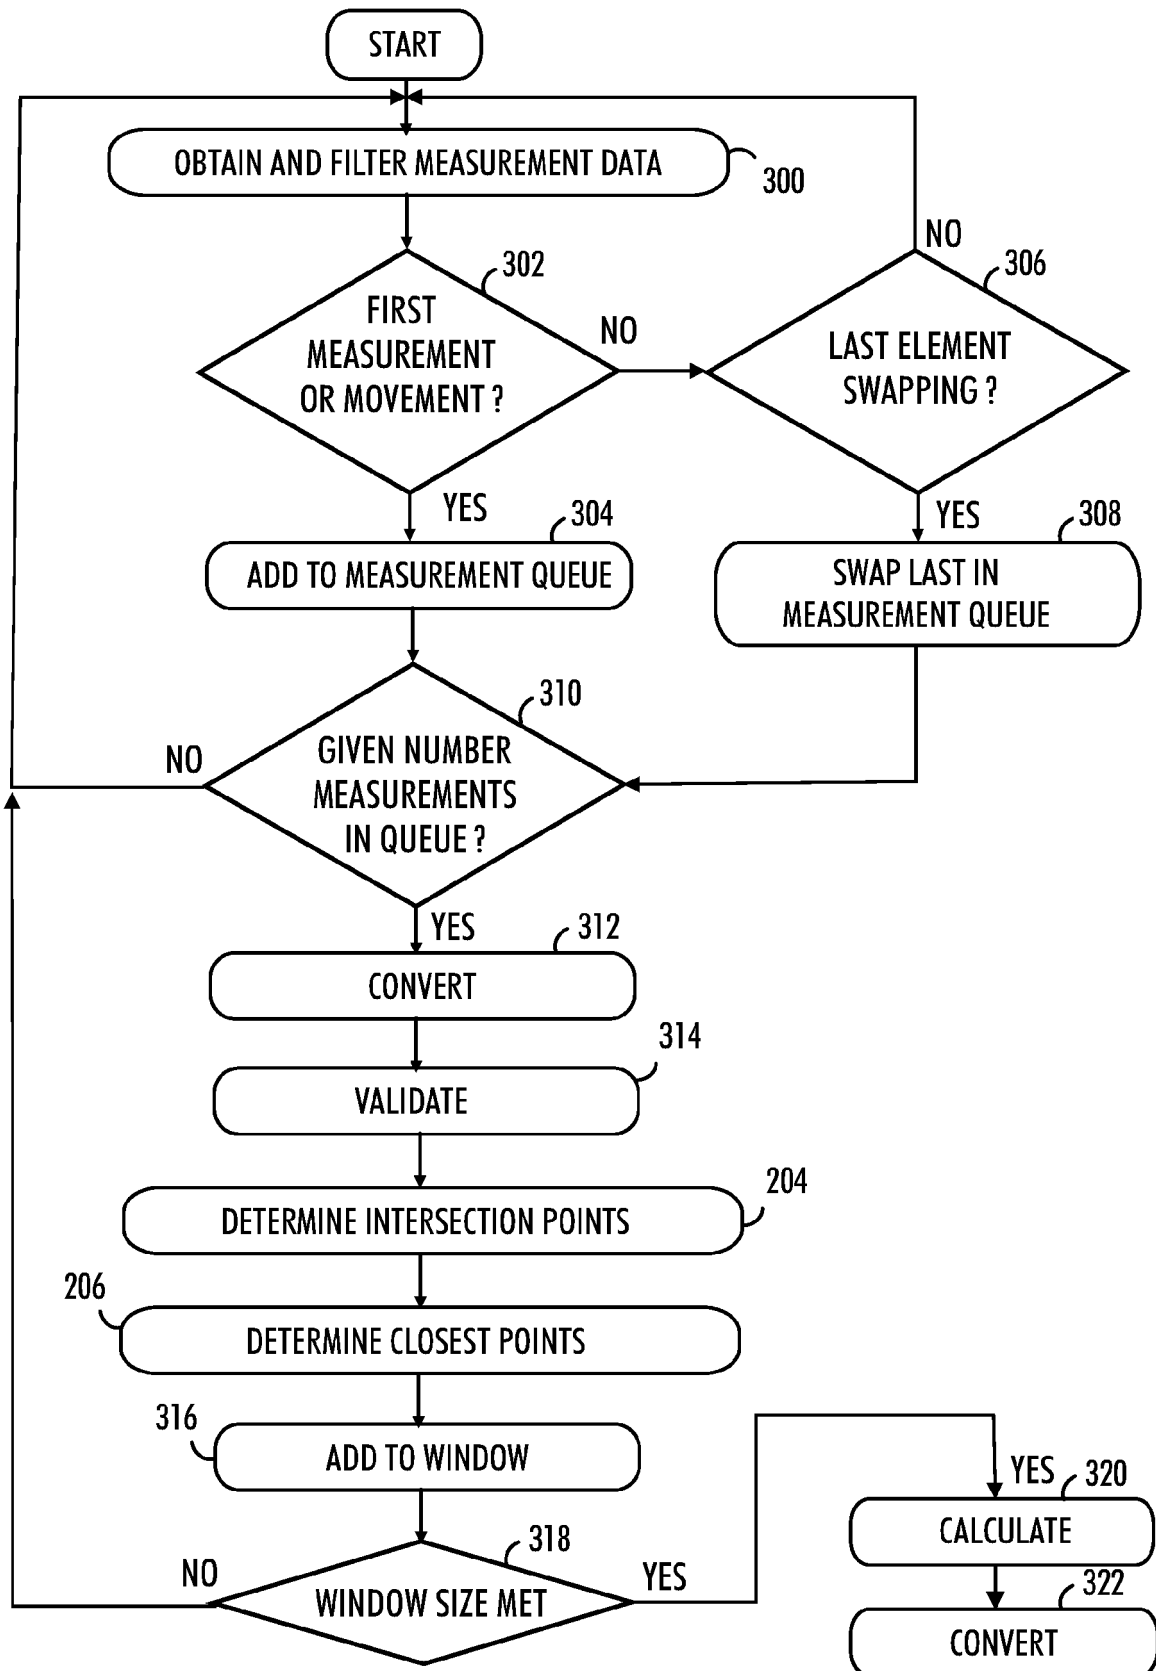 START
OBTAIN AND FILTER MEASUREMENT DATA
300
302
FIRST
MEASUREMENT
OR MOVEMENT ?
NO
NO
306
LAST ELEMENT
SWAPPING ?
YES
304
ADD TO MEASUREMENT QUEUE
YES
308
SWAP LAST IN
MEASUREMENT QUEUE
310
GIVEN NUMBER
MEASUREMENTS
IN QUEUE ?
NO
YES
312
CONVERT
314
VALIDATE
204
DETERMINE INTERSECTION POINTS
206
DETERMINE CLOSEST POINTS
316
ADD TO WINDOW
318
WINDOW SIZE MET
NO
YES
YES
320
CALCULATE
322
CONVERT